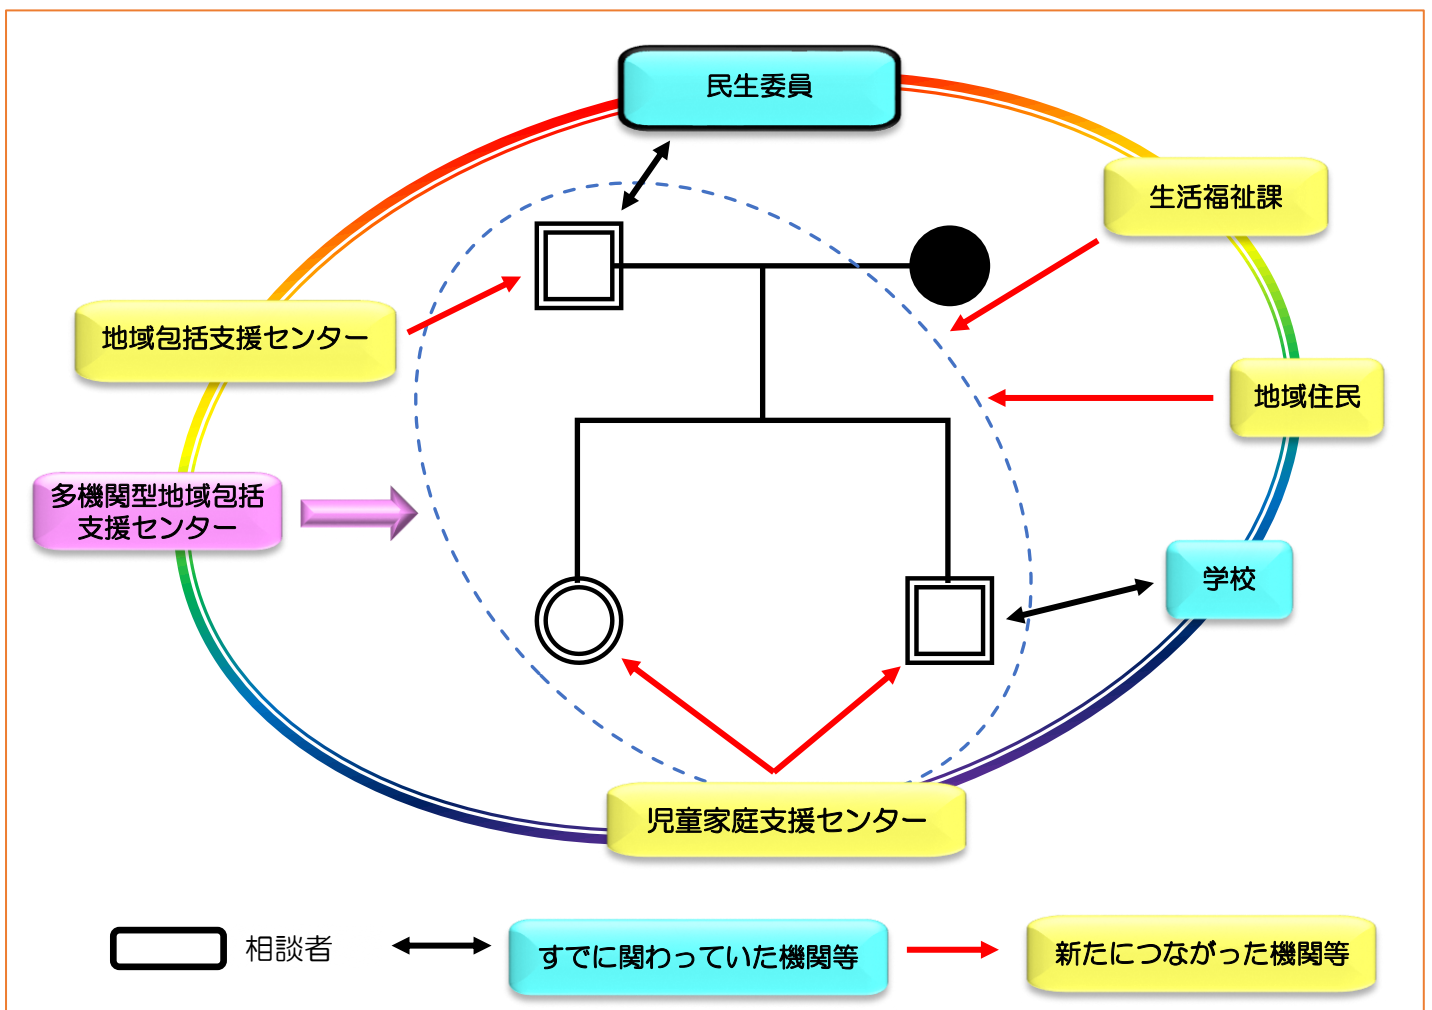 民生委員
生活福祉課
地域包括支援センター
地域住民
多機関型地域包括
支援センター
学校
児童家庭支援センター
相談者
すでに関わっていた機関等
新たにつながった機関等